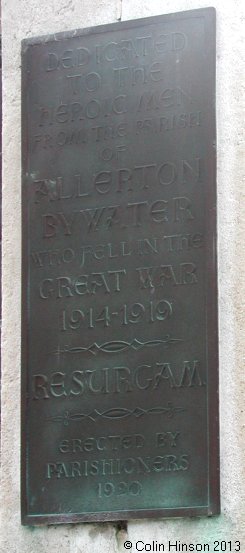 DEDICATED
TO THE
HEROIC MEN
FROM THE PARISH
OF
ALLERTON
BYWATER
WHO FELL IN THE
GREAT WAR
1914-1919
RESURGAM
ERECTED BY
PARISHIONERS
1920
© Colin Hinson 2013